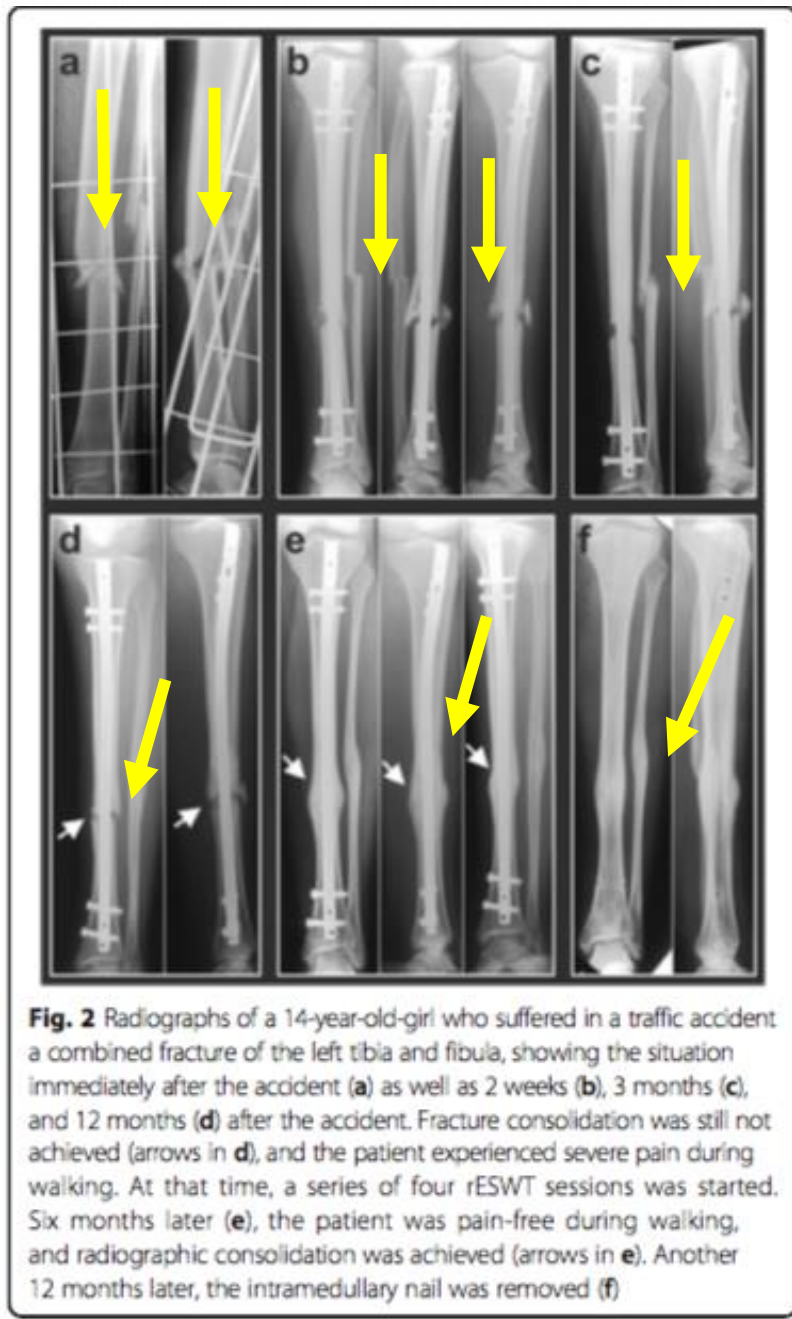 a
b
c
d
e
f
Fig. 2 Radiographs of a 14-year-old-girl who suffered in a traffic accident
a combined fracture of the left tibia and fibula, showing the situation
immediately after the accident (a) as well as 2 weeks (b), 3 months (c),
and 12 months (d) after the accident. Fracture consolidation was still not
achieved (arrows in d), and the patient experienced severe pain during
walking. At that time, a series of four rESWT sessions was started.
Six months later (e), the patient was pain-free during walking,
and radiographic consolidation was achieved (arrows in e). Another
12 months later, the intramedullary nail was removed (f)